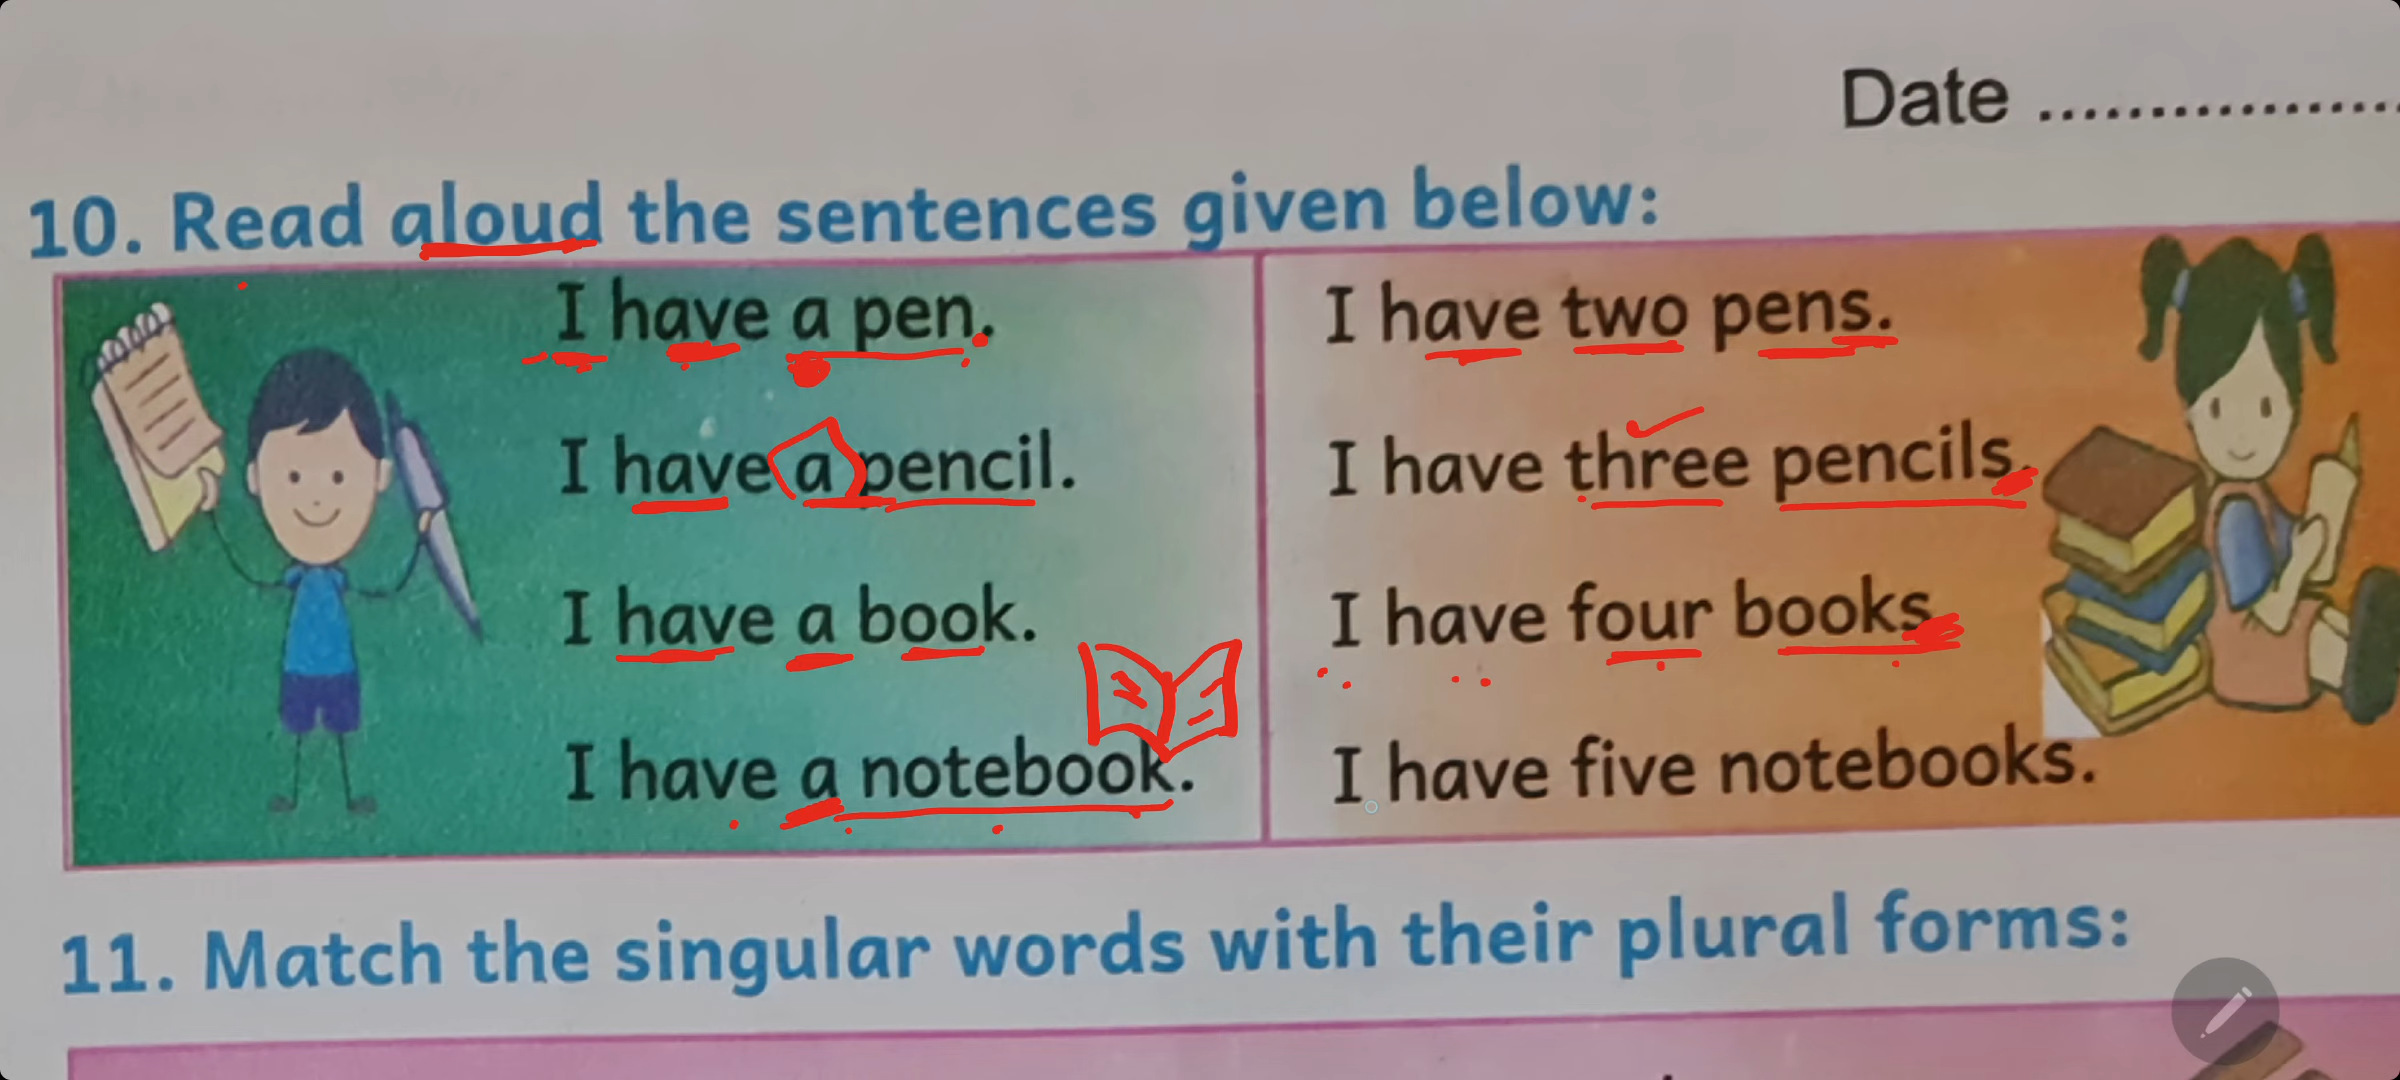 Date ................
10. Read aloud the sentences given below:
I have a pen.
I have a pencil.
I have a book.
I have a notebook.
I have two pens.
I have three pencils.
I have four books.
I have five notebooks.
11. Match the singular words with their plural forms: